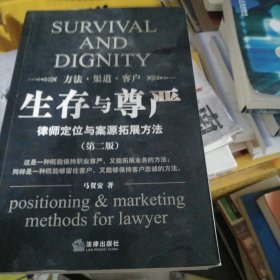 SURVIVAL
AND
DIGNITY
方法·渠道·客户
生存与尊严
律师定位与案源拓展方法
（第二版）
这是一种既能保持职业尊严，又能拓展业务的方法；
同样是一种既能够留住客户，又能够保持客户忠诚的方法。
马贺安 著
positioning & marketing
methods for lawyer
法律出版社